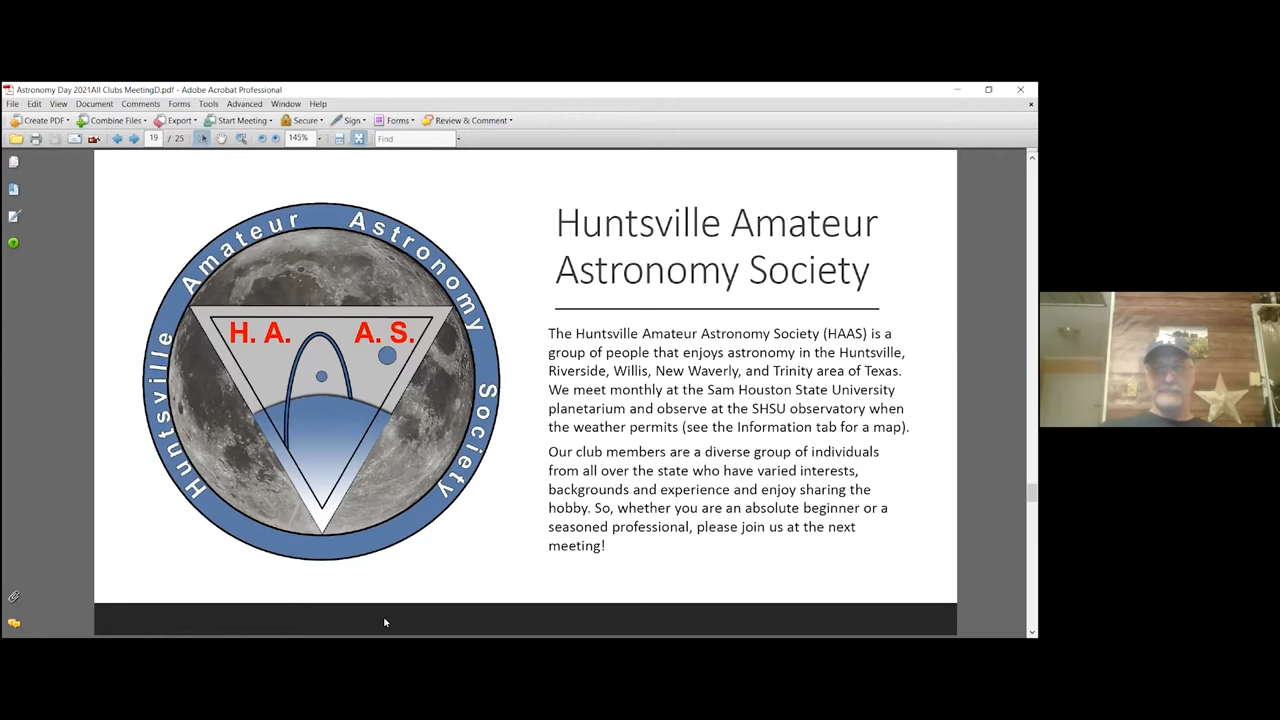 Astronomy Day 2021All Clubs MeetingD.pdf - Adobe Acrobat Professional
File Edit View Document Comments Forms Tools Advanced Window Help
Create PDF Combine Files Export Start Meeting Secure Sign Forms Review & Comment
19 / 25 145% Find
Huntsville Amateur Astronomy Society
H. A. A. S.
Huntsville Amateur
Astronomy Society
The Huntsville Amateur Astronomy Society (HAAS) is a
group of people that enjoys astronomy in the Huntsville,
Riverside, Willis, New Waverly, and Trinity area of Texas.
We meet monthly at the Sam Houston State University
planetarium and observe at the SHSU observatory when
the weather permits (see the Information tab for a map).
Our club members are a diverse group of individuals
from all over the state who have varied interests,
backgrounds and experience and enjoy sharing the
hobby. So, whether you are an absolute beginner or a
seasoned professional, please join us at the next
meeting!